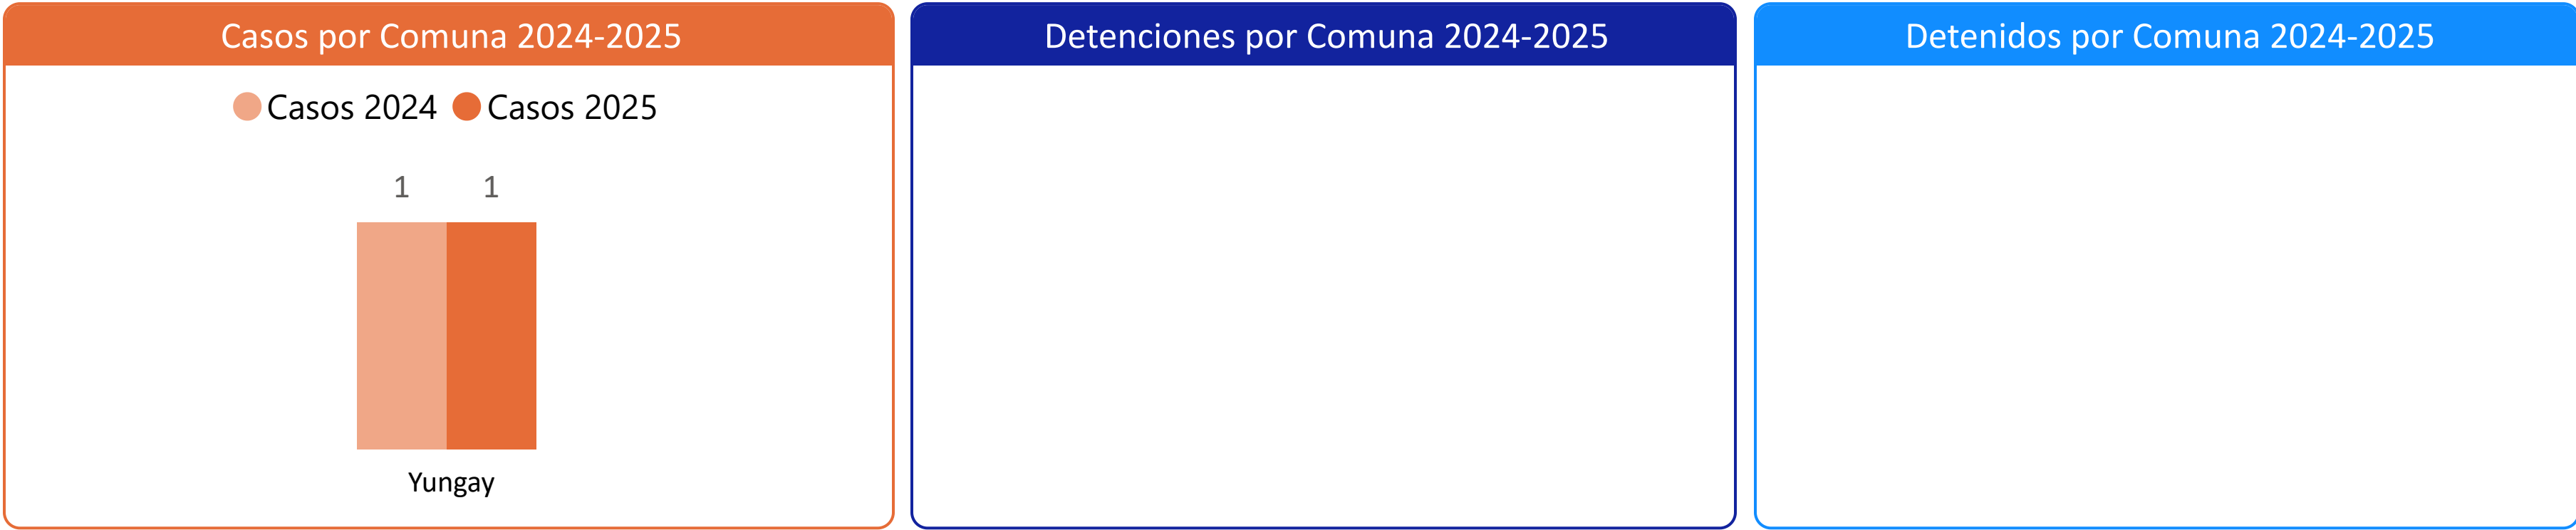 Casos por Comuna 2024-2025
Casos 2024 Casos 2025
1 1
Yungay
Detenciones por Comuna 2024-2025
Detenidos por Comuna 2024-2025